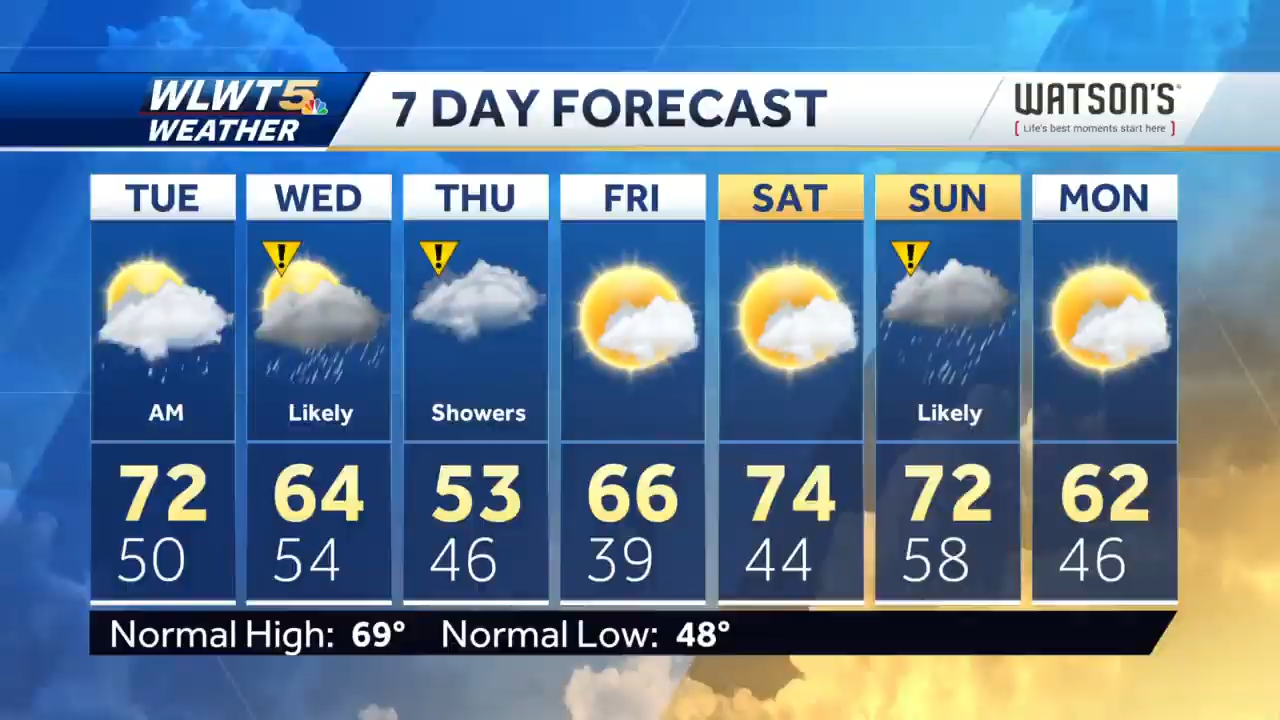 WLWT 5
WEATHER
7 DAY FORECAST
WATSON'S®
[ Life's best moments start here ]
TUE WED THU FRI SAT SUN MON
! ! !
AM Likely Showers Likely
72 64 53 66 74 72 62
50 54 46 39 44 58 46
Normal High: 69° Normal Low: 48°